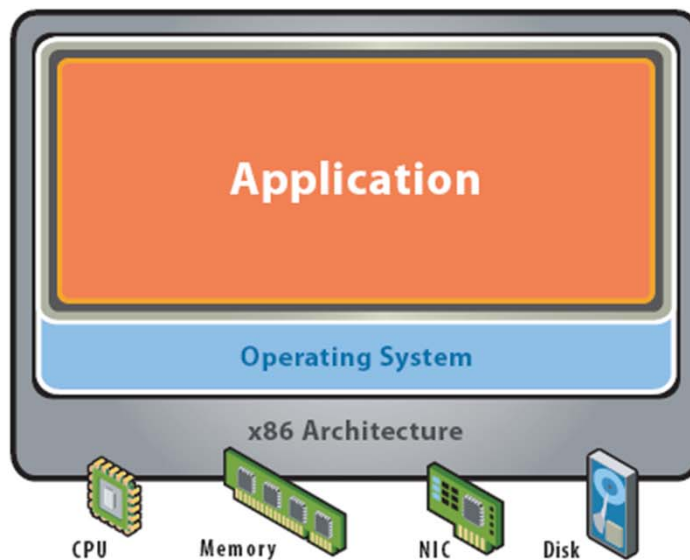 Application
Operating System
x86 Architecture
CPU Memory NIC Disk